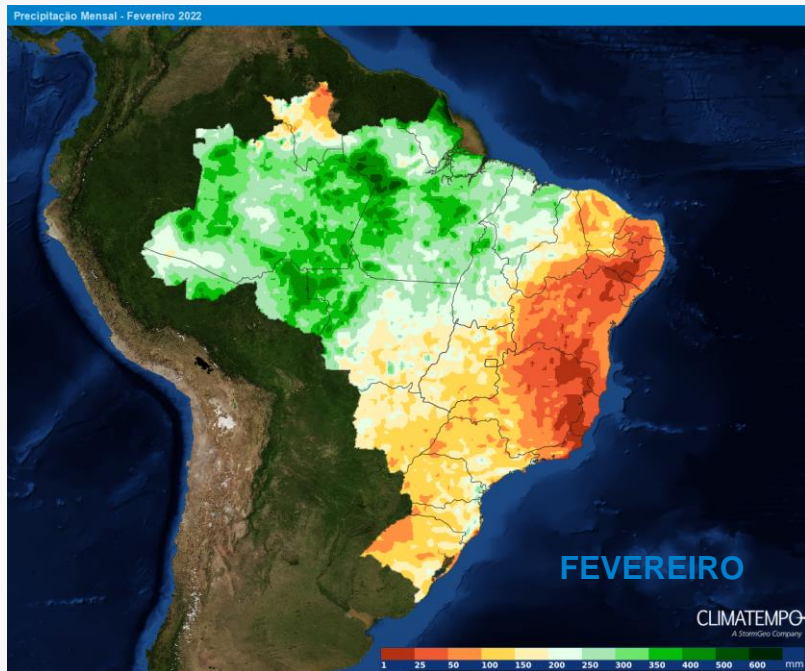 Precipitação Mensal - Fevereiro 2022
FEVEREIRO
CLIMATEMPO
A StormGeo Company
1 25 50 100 150 200 250 300 350 400 500 600 mm